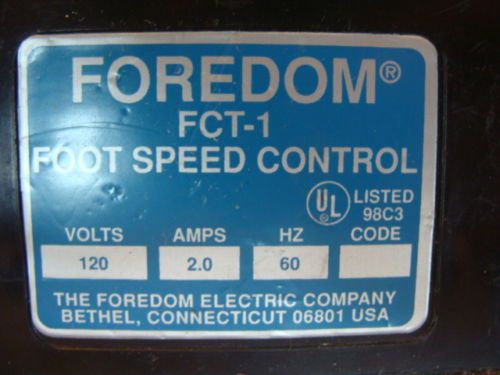 FOREDOM®
FCT-1
FOOT SPEED CONTROL
UL ® LISTED
98C3
VOLTS AMPS HZ CODE
120 2.0 60
THE FOREDOM ELECTRIC COMPANY
BETHEL, CONNECTICUT 06801 USA